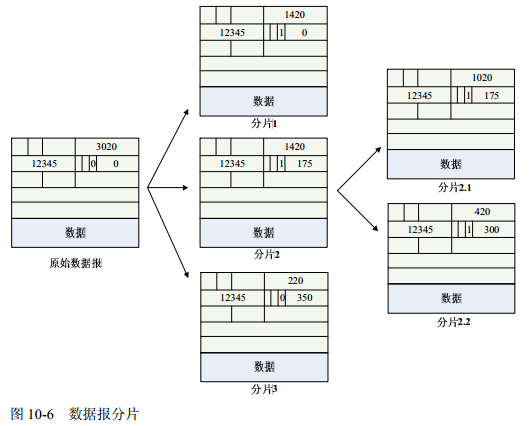 1420
12345 1 0
数据
分片1
3020
12345 0 0
数据
原始数据报
1420
12345 1 175
数据
分片2
220
12345 0 350
数据
分片3
1020
12345 1 175
数据
分片2.1
420
12345 1 300
数据
分片2.2
图 10-6 数据报分片